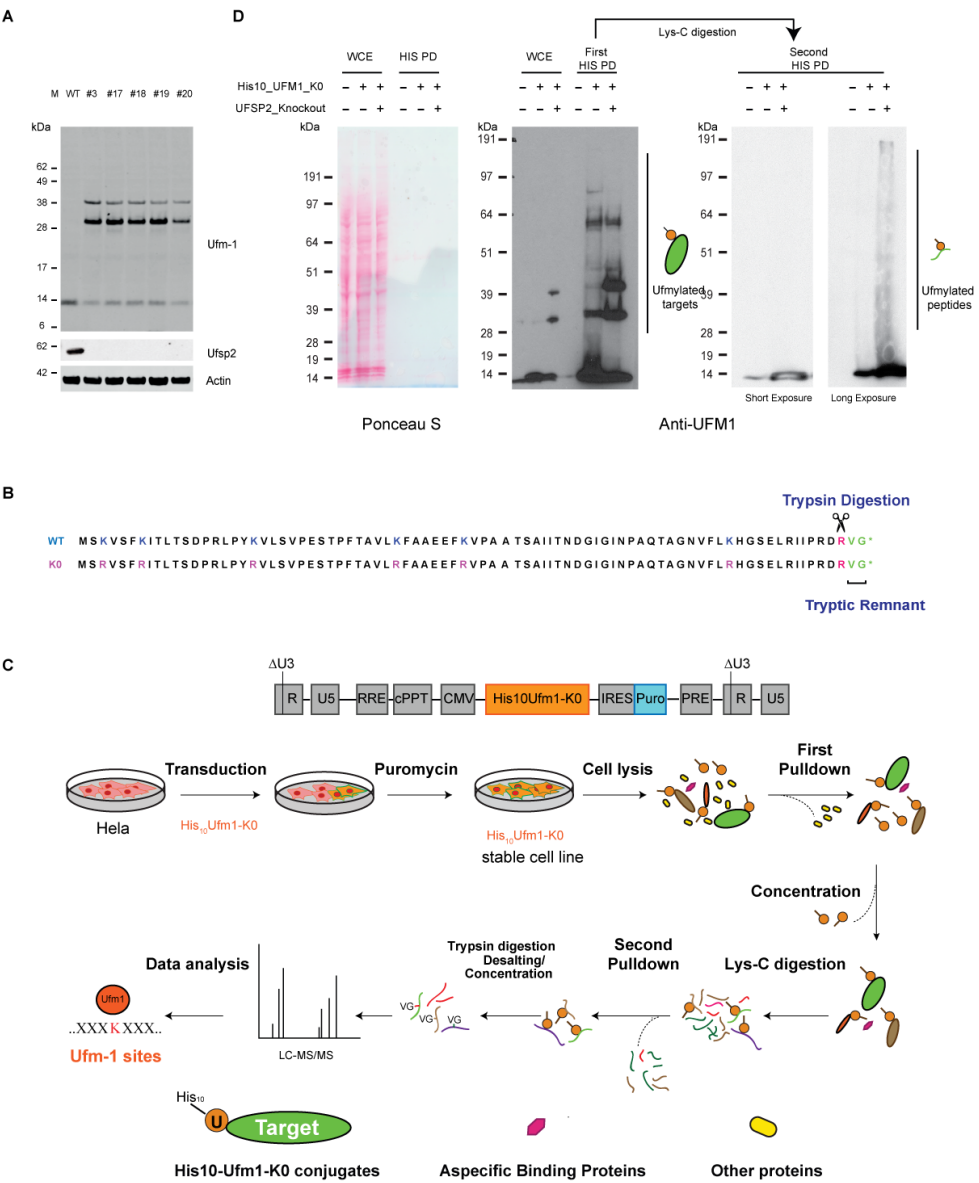 A
M WT #3 #17 #18 #19 #20
kDa
62
49
38
28
17
14
6
62
42
Ufm-1
Ufsp2
Actin
D
Lys-C digestion
WCE HIS PD WCE First HIS PD Second HIS PD
His10_UFM1_K0 – + + – + + – + + – + + – + + – + +
UFSP2_Knockout + + + + + +
kDa
191
97
64
51
39
28
19
14
Ponceau S
kDa
191
97
64
51
39
28
19
14
Ufmylated targets
kDa
191
97
64
51
39
28
19
14
Ufmylated peptides
Short Exposure Long Exposure
Anti-UFM1
B
Trypsin Digestion
WT MSKVSFKITLTSDPRLPYKVLSVPESTPFTAVLKFAAEEFKVPAATSAIITNDGIGINPAQTAGNVFLKHGSELRIIPRDRVG*
K0 MSRVSFRITLTSDPRLPYRVLSVPESTPFTAVLRFAAEEFRVPAATSAIITNDGIGINPAQTAGNVFLRHGSELRIIPRDRVG*
Tryptic Remnant
C
ΔU3 ΔU3
R U5 RRE cPPT CMV His10Ufm1-K0 IRES Puro PRE R U5
Transduction Puromycin Cell lysis First Pulldown
Hela His10Ufm1-K0 His10Ufm1-K0
stable cell line
Concentration
Data analysis Trypsin digestion Desalting/ Concentration Second Pulldown Lys-C digestion
Ufm1
..XXXKXXX..
Ufm-1 sites
LC-MS/MS
VG
VG
VG
His10
U Target
His10-Ufm1-K0 conjugates Aspecific Binding Proteins Other proteins